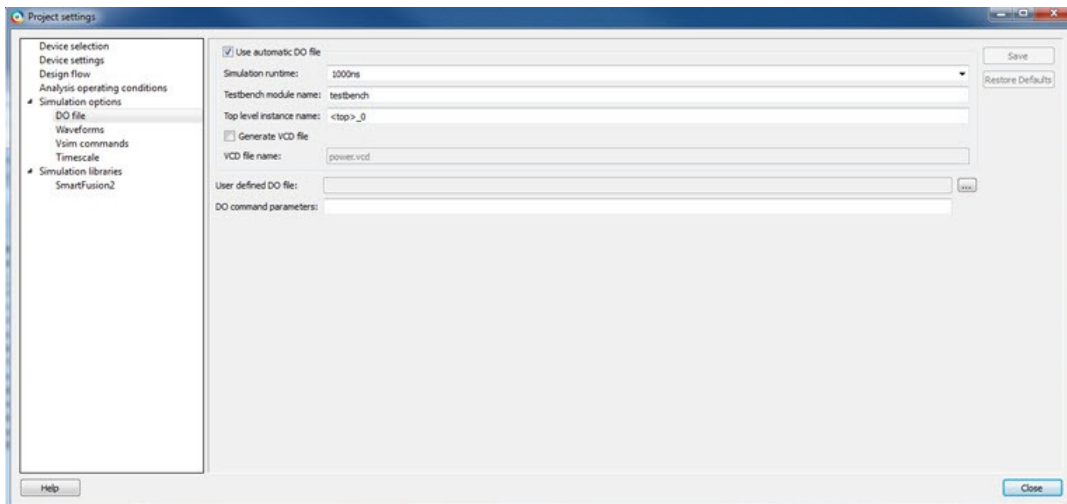 Project settings
Device selection
Device settings
Design flow
Analysis operating conditions
Simulation options
DO file
Waveforms
Vsim commands
Timescale
Simulation libraries
SmartFusion2
Use automatic DO file
Simulation runtime: 1000ns
Testbench module name: testbench
Top level instance name: <top>_0
Generate VCD file
VCD file name: power.vcd
User defined DO file: ...
DO command parameters:
Save
Restore Defaults
Help
Close